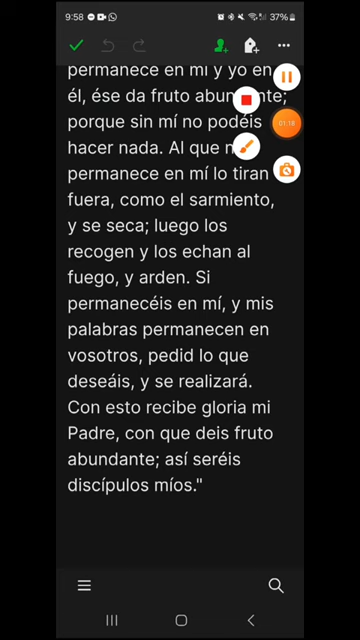 9:58
37%
permanece en mí y yo en
él, ése da fruto abundante;
01:18
porque sin mí no podéis
hacer nada. Al que n
permanece en mí lo tiran
fuera, como el sarmiento,
y se seca; luego los
recogen y los echan al
fuego, y arden. Si
permanecéis en mí, y mis
palabras permanecen en
vosotros, pedid lo que
deseáis, y se realizará.
Con esto recibe gloria mi
Padre, con que deis fruto
abundante; así seréis
discípulos míos."